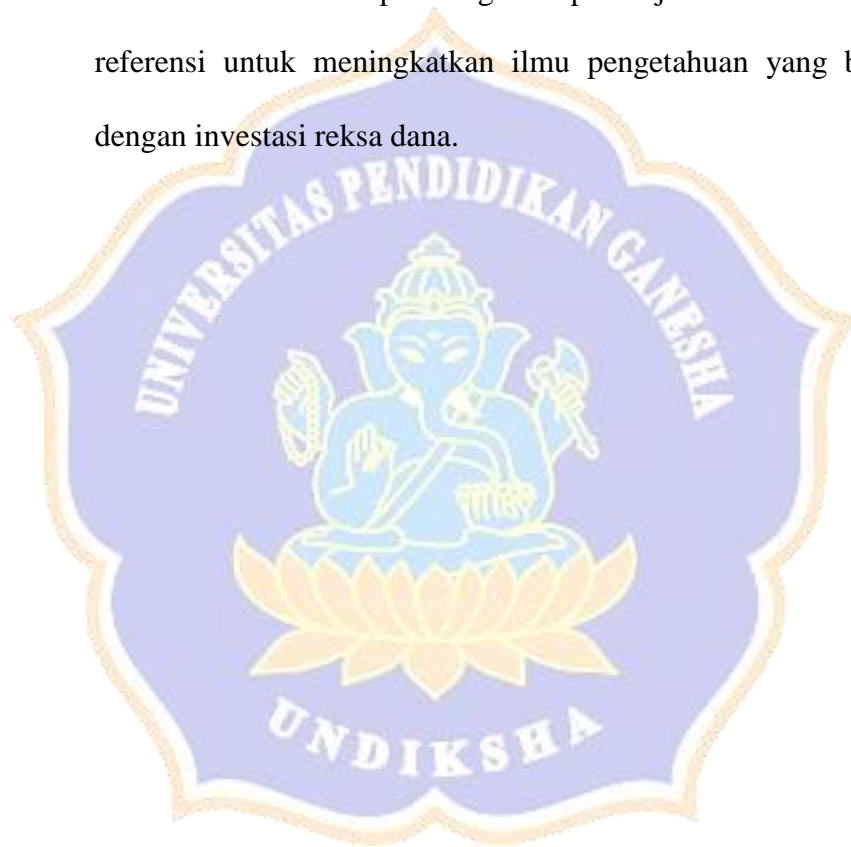 referensi untuk meningkatkan ilmu pengetahuan yang
dengan investasi reksa dana.
UNIVERSITAS PENDIDIKAN GANESHA
UNDIKSHA